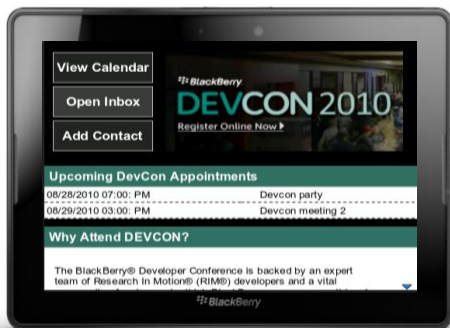 View Calendar
Open Inbox
Add Contact
BlackBerry
DEVCON 2010
Register Online Now
Upcoming DevCon Appointments
08/28/2010 07:00: PM Devcon party
08/29/2010 03:00: PM Devcon meeting 2
Why Attend DEVCON?
The BlackBerry® Developer Conference is backed by an expert
team of Research In Motion® (RIM®) developers and a vital
BlackBerry